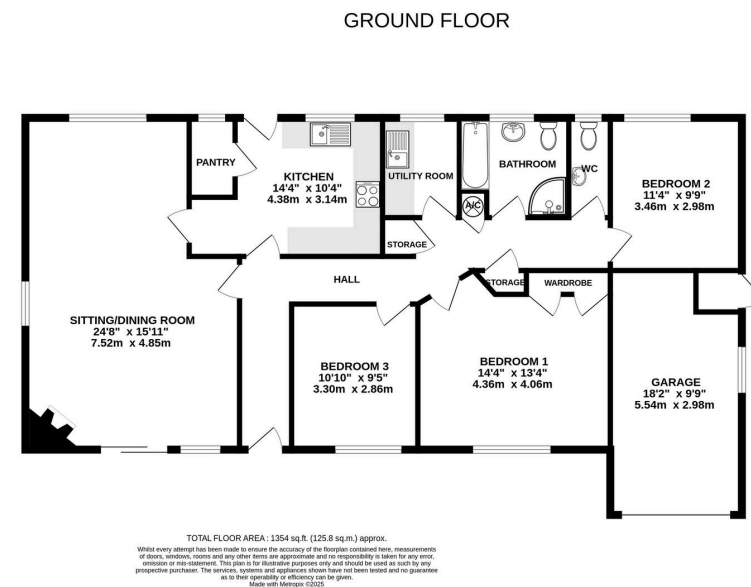 GROUND FLOOR
PANTRY
KITCHEN
14'4" x 10'4"
4.38m x 3.14m
UTILITY ROOM
BATHROOM
WC
BEDROOM 2
11'4" x 9'9"
3.46m x 2.98m
A/C
STORAGE
HALL
STORAGE
WARDROBE
SITTING/DINING ROOM
24'8" x 15'11"
7.52m x 4.85m
BEDROOM 3
10'10" x 9'5"
3.30m x 2.86m
BEDROOM 1
14'4" x 13'4"
4.36m x 4.06m
GARAGE
18'2" x 9'9"
5.54m x 2.98m
TOTAL FLOOR AREA : 1354 sq.ft. (125.8 sq.m.) approx.
Whilst every attempt has been made to ensure the accuracy of the floorplan contained here, measurements
of doors, windows, rooms and any other items are approximate and no responsibility is taken for any error,
omission or mis-statement. This plan is for illustrative purposes only and should be used as such by any
prospective purchaser. The services, systems and appliances shown have not been tested and no guarantee
as to their operability or efficiency can be given.
Made with Metropix ©2025